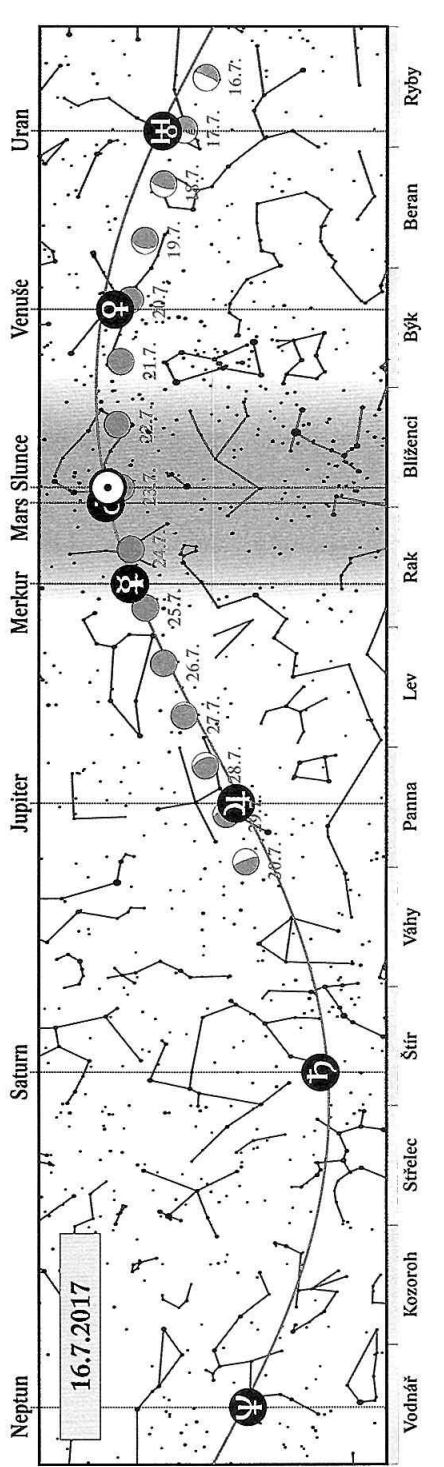 Neptun Saturn Jupiter Merkur Mars Slunce Venuše Uran
16.7.2017
30.7. 29.7. 28.7. 27.7. 26.7. 25.7. 24.7. 23.7. 22.7. 21.7. 20.7. 19.7. 18.7. 17.7. 16.7.
Vodnář Kozoroh Střelec Štír Váhy Panna Lev Rak Blíženci Býk Beran Ryby